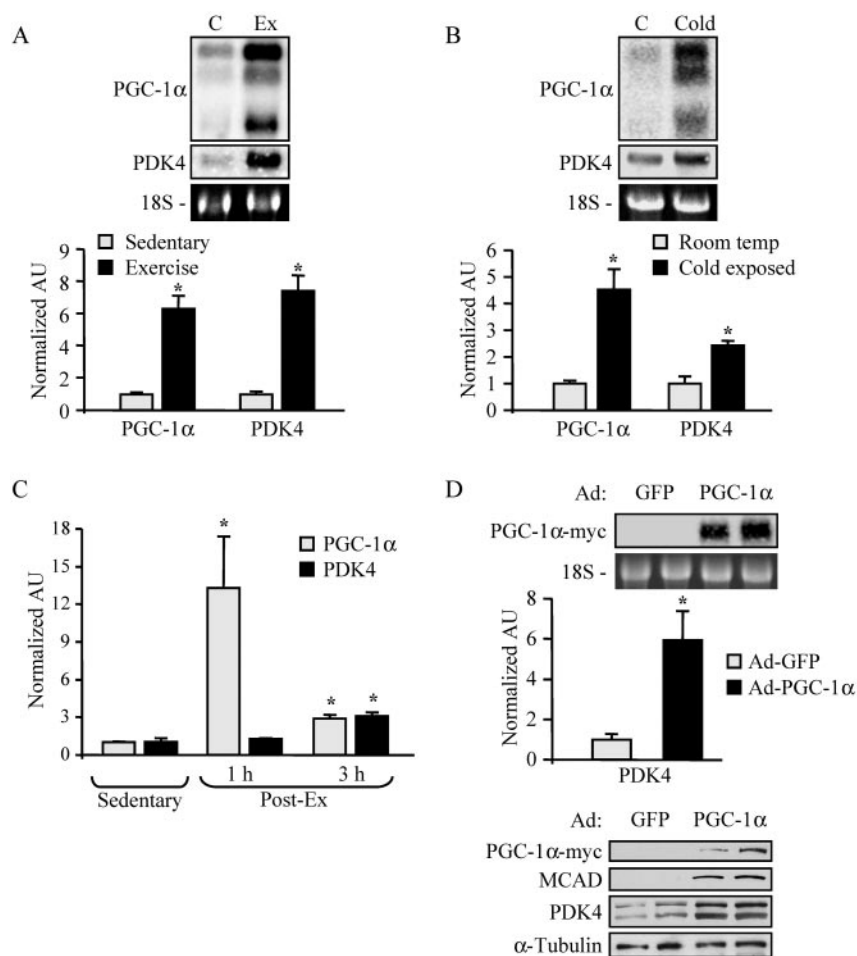 A
C Ex
PGC-1α
PDK4
18S -
Sedentary
Exercise
Normalized AU
9
8
6
4
2
0
*
*
PGC-1α PDK4
B
C Cold
PGC-1α
PDK4
18S -
Room temp
Cold exposed
Normalized AU
6
5
4
3
2
1
0
*
*
PGC-1α PDK4
C
PGC-1α
PDK4
Normalized AU
18
15
12
9
6
3
0
*
* *
1 h 3 h
Sedentary Post-Ex
D
Ad: GFP PGC-1α
PGC-1α-myc
18S -
Normalized AU
8
6
4
2
0
*
Ad-GFP
Ad-PGC-1α
PDK4
Ad: GFP PGC-1α
PGC-1α-myc
MCAD
PDK4
α-Tubulin